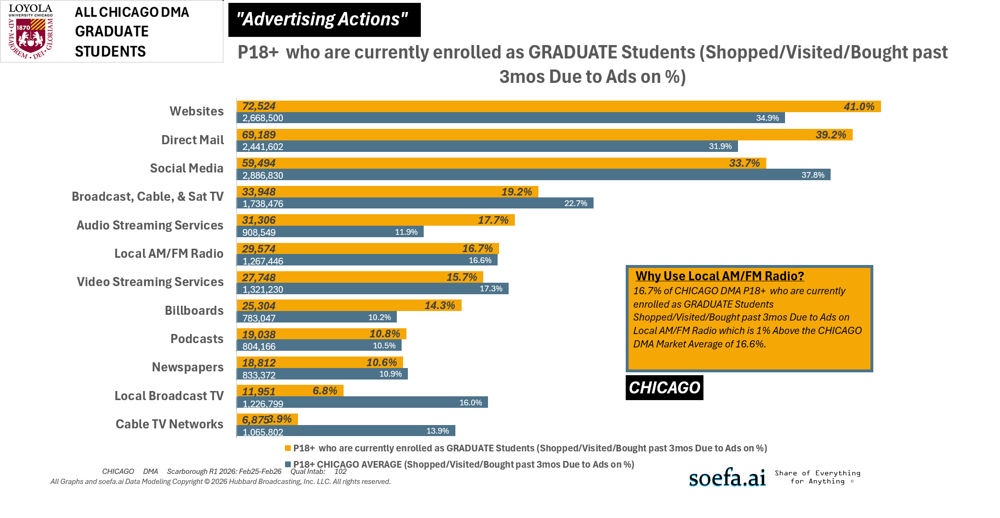 LOYOLA
UNIVERSITY CHICAGO
AD • MAJOREM • DEI • GLORIAM
1870
ALL CHICAGO DMA
GRADUATE
STUDENTS
"Advertising Actions"
P18+ who are currently enrolled as GRADUATE Students (Shopped/Visited/Bought past
3mos Due to Ads on %)
Websites
72,524 41.0%
2,668,500 34.9%
Direct Mail
69,189 39.2%
2,441,602 31.9%
Social Media
59,494 33.7%
2,886,830 37.8%
Broadcast, Cable, & Sat TV
33,948 19.2%
1,738,476 22.7%
Audio Streaming Services
31,306 17.7%
908,549 11.9%
Local AM/FM Radio
29,574 16.7%
1,267,446 16.6%
Video Streaming Services
27,748 15.7%
1,321,230 17.3%
Billboards
25,304 14.3%
783,047 10.2%
Podcasts
19,038 10.8%
804,166 10.5%
Newspapers
18,812 10.6%
833,372 10.9%
Local Broadcast TV
11,951 6.8%
1,226,799 16.0%
Cable TV Networks
6,875 3.9%
1,065,802 13.9%
Why Use Local AM/FM Radio?
16.7% of CHICAGO DMA P18+ who are currently
enrolled as GRADUATE Students
Shopped/Visited/Bought past 3mos Due to Ads on
Local AM/FM Radio which is 1% Above the CHICAGO
DMA Market Average of 16.6%.
CHICAGO
P18+ who are currently enrolled as GRADUATE Students (Shopped/Visited/Bought past 3mos Due to Ads on %)
P18+ CHICAGO AVERAGE (Shopped/Visited/Bought past 3mos Due to Ads on %)
CHICAGO DMA Scarborough R1 2026: Feb25-Feb26 Qual Intab: 102
All Graphs and soefa.ai Data Modeling Copyright © 2026 Hubbard Broadcasting, Inc. LLC. All rights reserved.
soefa.ai
Share of Everything
for Anything ©